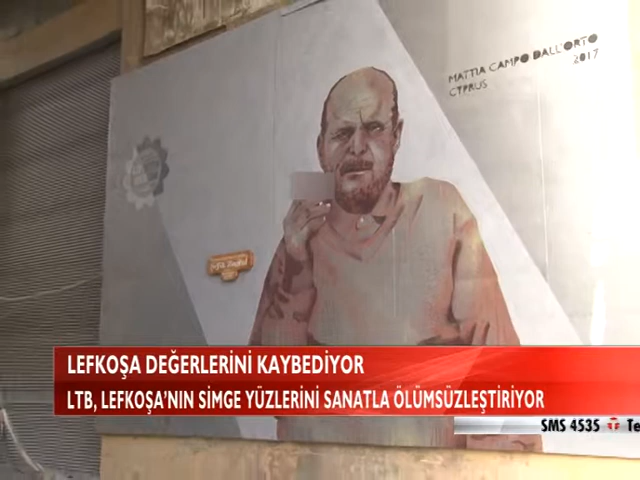 MATTIA CAMPO DALL'ORTO
CYPRUS 2017
LEFKOŞA DEĞERLERİNİ KAYBEDİYOR
LTB, LEFKOŞA'NIN SİMGE YÜZLERİNİ SANATLA ÖLÜMSÜZLEŞTİRİYOR
SMS 4535 Te